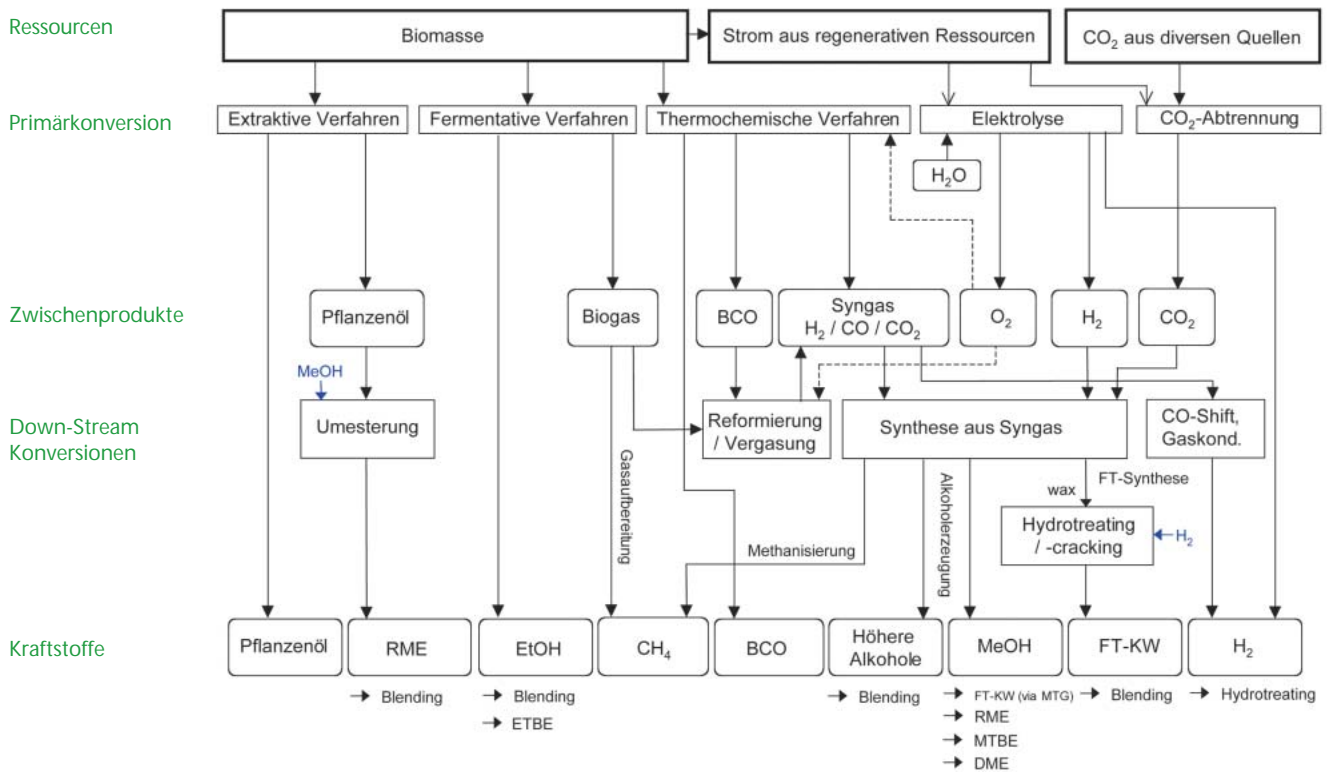 Ressourcen
Biomasse
Strom aus regenerativen Ressourcen
CO₂ aus diversen Quellen
Primärkonversion
Extraktive Verfahren
Fermentative Verfahren
Thermochemische Verfahren
Elektrolyse
CO₂-Abtrennung
H₂O
Zwischenprodukte
Pflanzenöl
Biogas
BCO
Syngas
H₂ / CO / CO₂
O₂
H₂
CO₂
MeOH
Down-Stream
Konversionen
Umesterung
Reformierung
/ Vergasung
Synthese aus Syngas
CO-Shift,
Gaskond.
Gasaufbereitung
Methanisierung
Alkoholerzeugung
wax
FT-Synthese
Hydrotreating
/ -cracking
H₂
Kraftstoffe
Pflanzenöl
RME
EtOH
CH₄
BCO
Höhere
Alkohole
MeOH
FT-KW
H₂
→ Blending
→ Blending
→ ETBE
→ Blending
→ FT-KW (via MTG)
→ RME
→ MTBE
→ DME
→ Blending
→ Hydrotreating